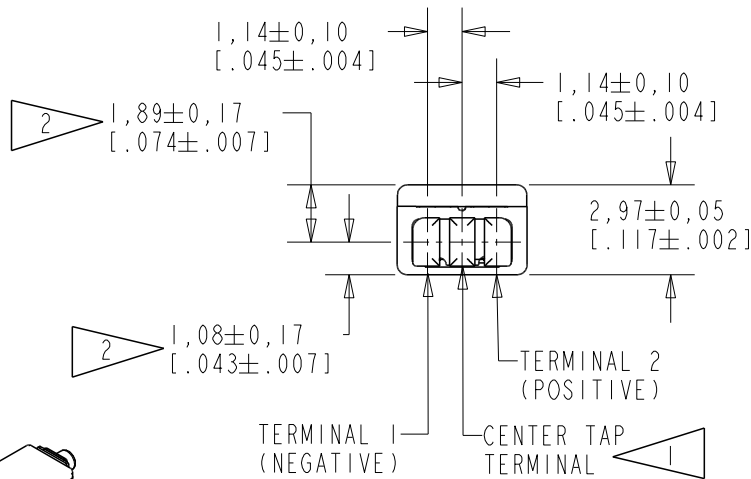 1,14±0,10
[.045±.004]
1,14±0,10
[.045±.004]
2
1,89±0,17
[.074±.007]
2,97±0,05
[.117±.002]
2
1,08±0,17
[.043±.007]
TERMINAL 2
(POSITIVE)
TERMINAL 1
(NEGATIVE)
CENTER TAP
TERMINAL
1